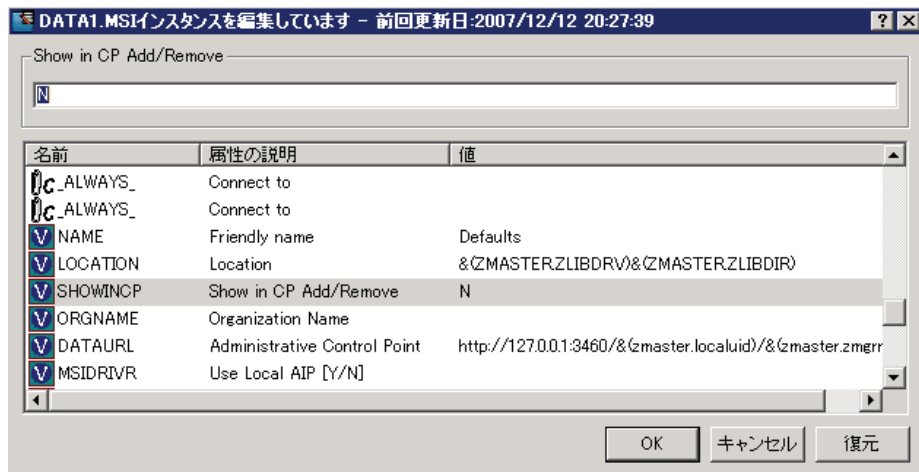 DATA1.MSIインスタンスを編集しています - 前回更新日:2007/12/12 20:27:39
Show in CP Add/Remove
N
名前 属性の説明 値
_ALWAYS_ Connect to
_ALWAYS_ Connect to
NAME Friendly name Defaults
LOCATION Location &(ZMASTER.ZLIBDRV)&(ZMASTER.ZLIBDIR)
SHOWINCP Show in CP Add/Remove N
ORGNAME Organization Name
DATAURL Administrative Control Point http://127.0.0.1:3460/&(zmaster.localuid)/&(zmaster.zmgrr
MSIDRIVR Use Local AIP [Y/N]
OK キャンセル 復元